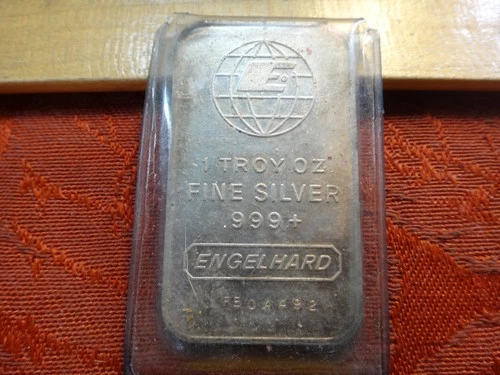 E
1 TROY OZ
FINE SILVER
.999+
ENGELHARD